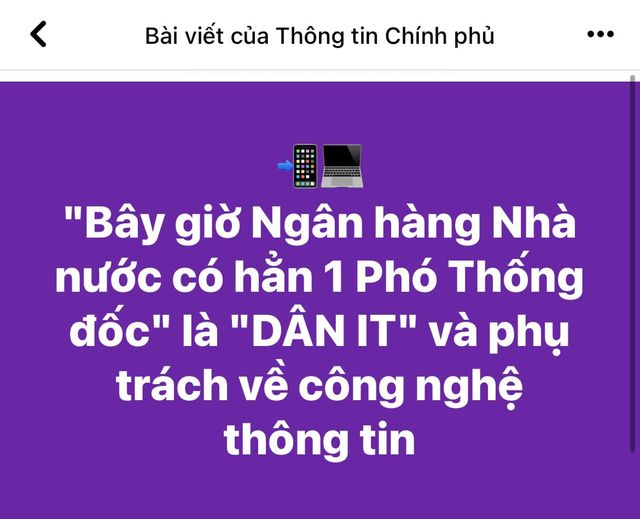 Bài viết của Thông tin Chính phủ
"Bây giờ Ngân hàng Nhà
nước có hẳn 1 Phó Thống
đốc" là "DÂN IT" và phụ
trách về công nghệ
thông tin